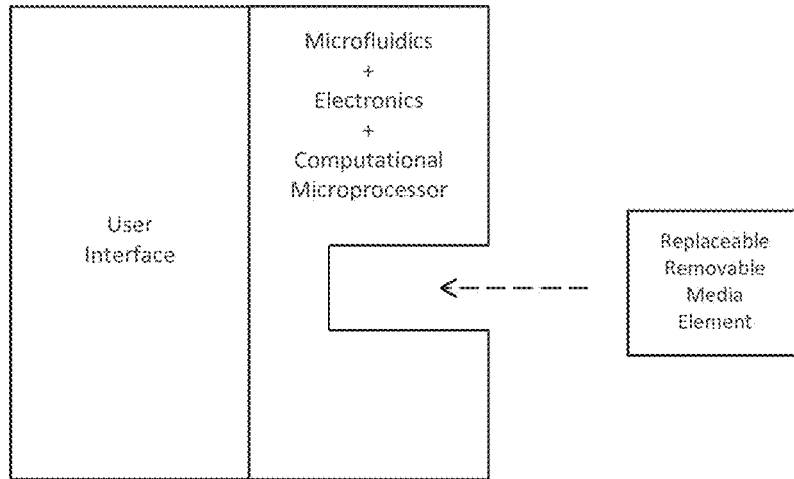 Microfluidics
+
Electronics
+
Computational
Microprocessor
User
Interface
Replaceable
Removable
Media
Element